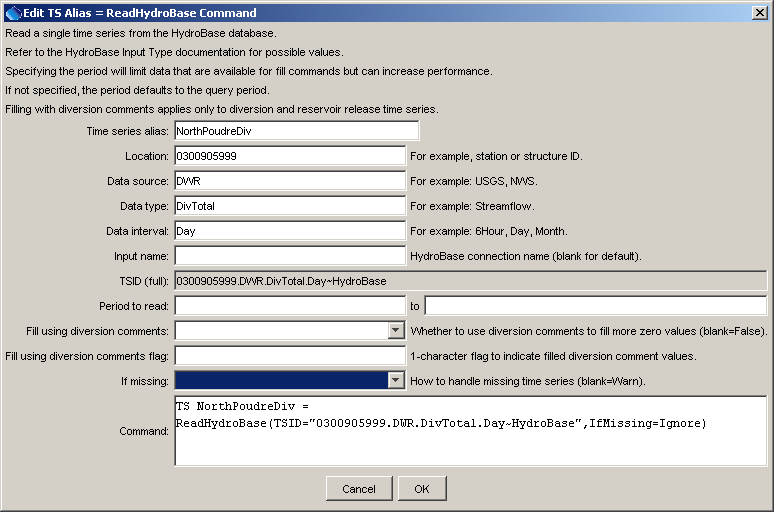 Edit TS Alias = ReadHydroBase Command
Read a single time series from the HydroBase database.
Refer to the HydroBase Input Type documentation for possible values.
Specifying the period will limit data that are available for fill commands but can increase performance.
If not specified, the period defaults to the query period.
Filling with diversion comments applies only to diversion and reservoir release time series.
Time series alias: NorthPoudreDiv
Location: 0300905999 For example, station or structure ID.
Data source: DWR For example: USGS, NWS.
Data type: DivTotal For example: Streamflow.
Data interval: Day For example: 6Hour, Day, Month.
Input name: HydroBase connection name (blank for default).
TSID (full): 0300905999.DWR.DivTotal.Day~HydroBase
Period to read: to
Fill using diversion comments: Whether to use diversion comments to fill more zero values (blank=False).
Fill using diversion comments flag: 1-character flag to indicate filled diversion comment values.
If missing: How to handle missing time series (blank=Warn).
Command: TS NorthPoudreDiv =
ReadHydroBase(TSID="0300905999.DWR.DivTotal.Day~HydroBase",IfMissing=Ignore)
Cancel OK